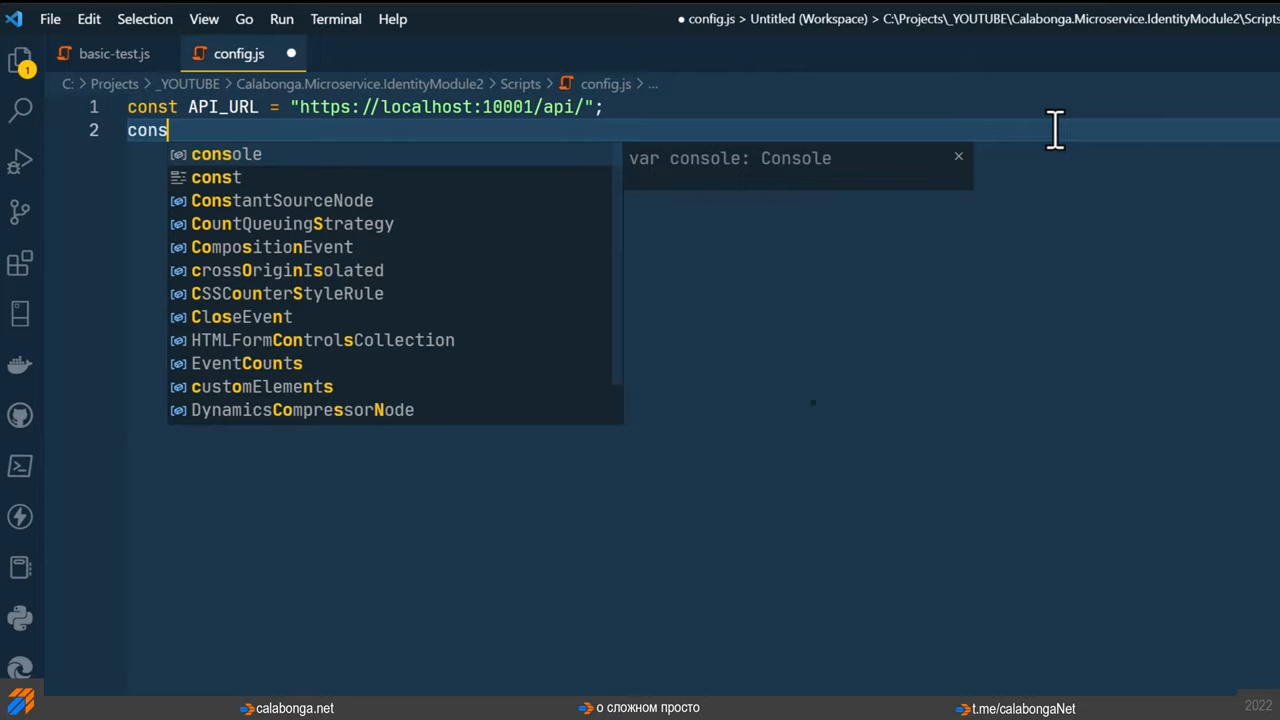 File Edit Selection View Go Run Terminal Help
● config.js > Untitled (Workspace) > C:\Projects\_YOUTUBE\Calabonga.Microservice.IdentityModule2\Scripts
basic-test.js config.js ●
C: > Projects > _YOUTUBE > Calabonga.Microservice.IdentityModule2 > Scripts > config.js > ...
1 const API_URL = "https://localhost:10001/api/";
2 cons
console
const
ConstantSourceNode
CountQueuingStrategy
CompositionEvent
crossOriginIsolated
CSSCounterStyleRule
CloseEvent
HTMLFormControlsCollection
EventCounts
customElements
DynamicsCompressorNode
var console: Console
1
calabonga.net
о сложном просто
t.me/calabongaNet
2022